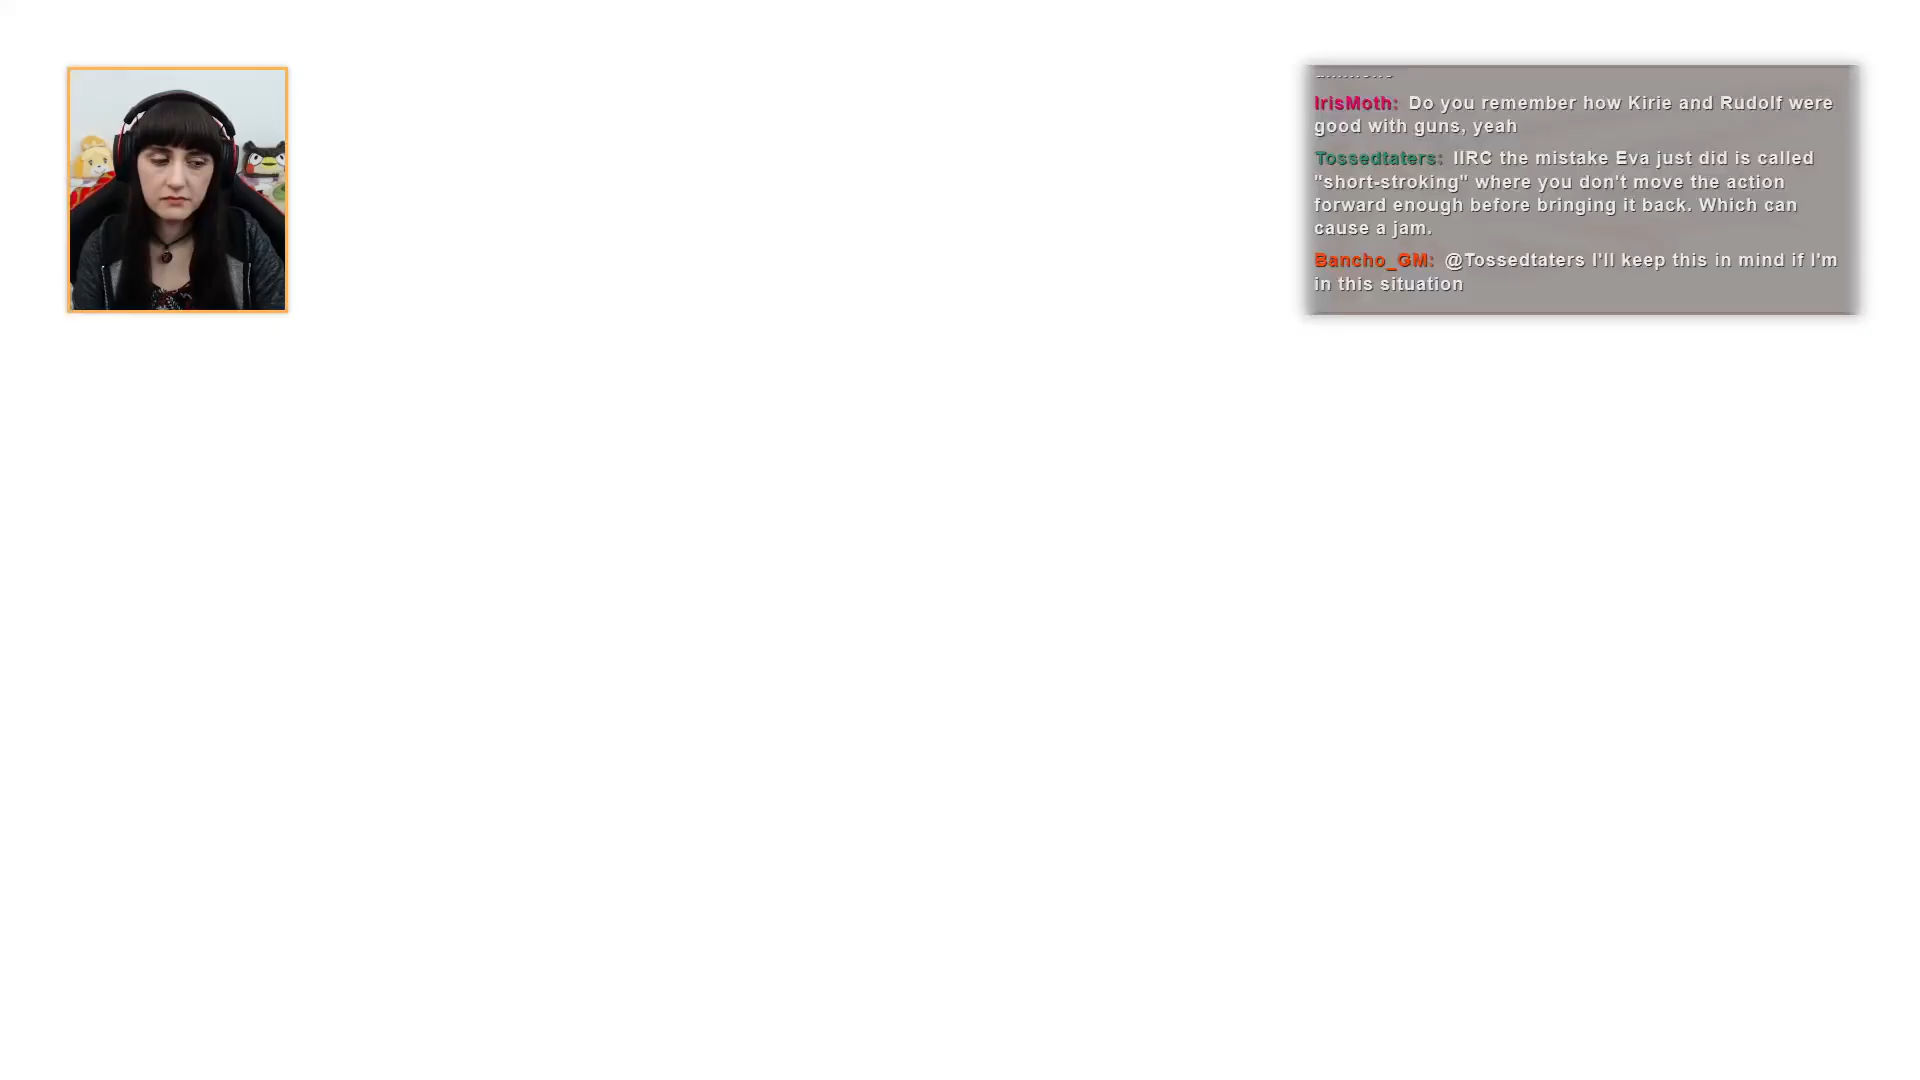 IrisMoth: Do you remember how Kirie and Rudolf were
good with guns, yeah
Tossedtaters: IIRC the mistake Eva just did is called
"short-stroking" where you don't move the action
forward enough before bringing it back. Which can
cause a jam.
Bancho_GM: @Tossedtaters I'll keep this in mind if I'm
in this situation